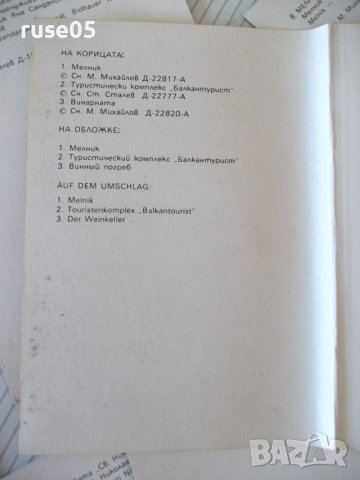 ruse05
НА КОРИЦАТА:
1. Мелник
© Сн. М. Михайлов Д-22817-А
2. Туристически комплекс „Балкантурист"
© Сн. Ст. Сталев Д-22777-А
3. Винарната
© Сн. М. Михайлов Д-22820-А
НА ОБЛОЖКЕ:
1. Мелник
2. Туристический комплекс „Балкантурист"
3. Винный погреб
AUF DEM UMSCHLAG:
1. Melnik
2. Touristenkomplex „Balkantourist"
3. Der Weinkeller
BAZAR